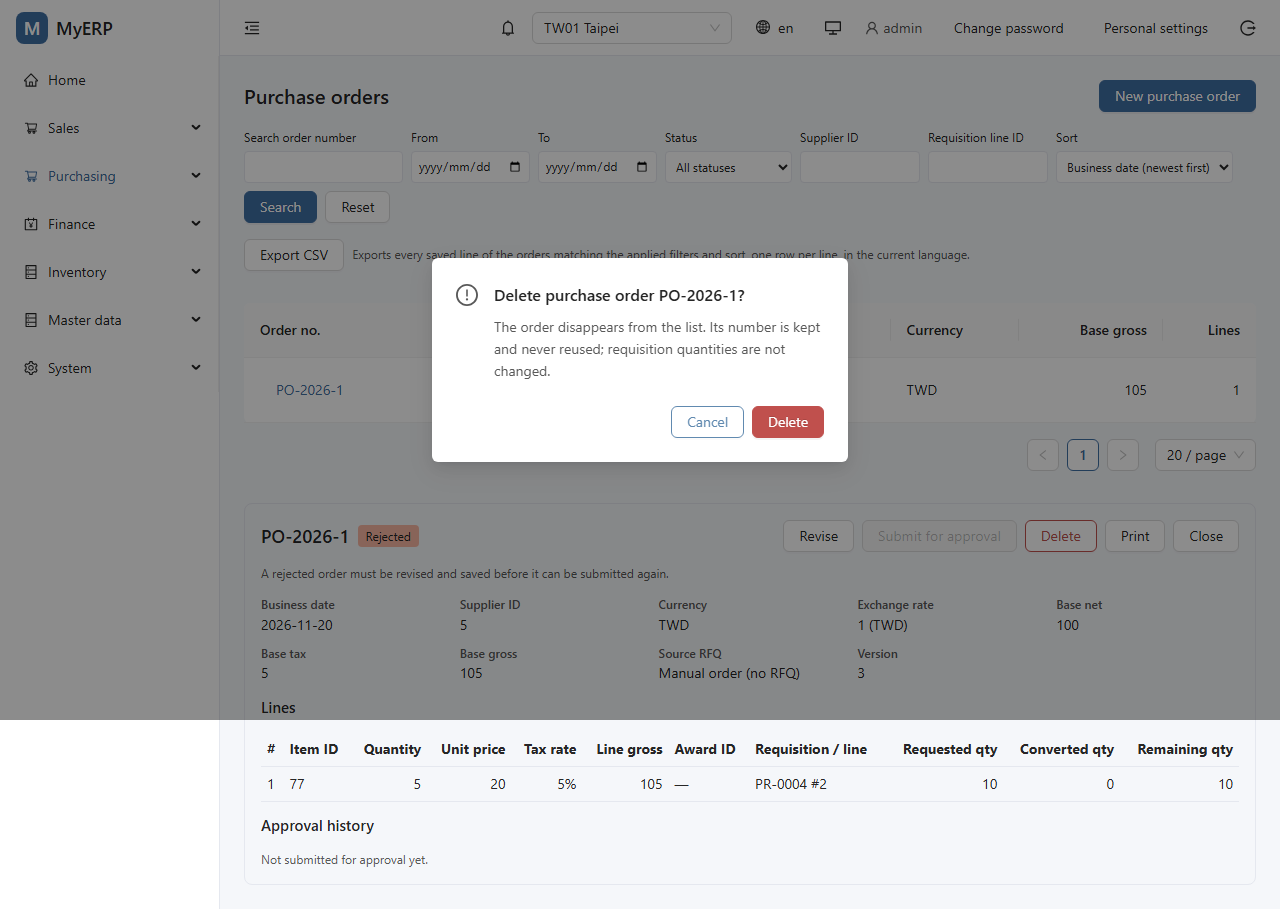 M MyERP
TW01 Taipei
en
admin
Change password
Personal settings
Home
Sales
Purchasing
Finance
Inventory
Master data
System
Purchase orders
New purchase order
Search order number From To Status Supplier ID Requisition line ID Sort
yyyy/mm/dd yyyy/mm/dd All statuses Business date (newest first)
Search Reset
Export CSV Exports every saved line of the orders matching the applied filters and sort, one row per line, in the current language.
Order no. Currency Base gross Lines
PO-2026-1 TWD 105 1
< 1 > 20 / page
Delete purchase order PO-2026-1?
The order disappears from the list. Its number is kept
and never reused; requisition quantities are not
changed.
Cancel Delete
PO-2026-1 Rejected Revise Submit for approval Delete Print Close
A rejected order must be revised and saved before it can be submitted again.
Business date Supplier ID Currency Exchange rate Base net
2026-11-20 5 TWD 1 (TWD) 100
Base tax Base gross Source RFQ Version
5 105 Manual order (no RFQ) 3
Lines
# Item ID Quantity Unit price Tax rate Line gross Award ID Requisition / line Requested qty Converted qty Remaining qty
1 77 5 20 5% 105 — PR-0004 #2 10 0 10
Approval history
Not submitted for approval yet.